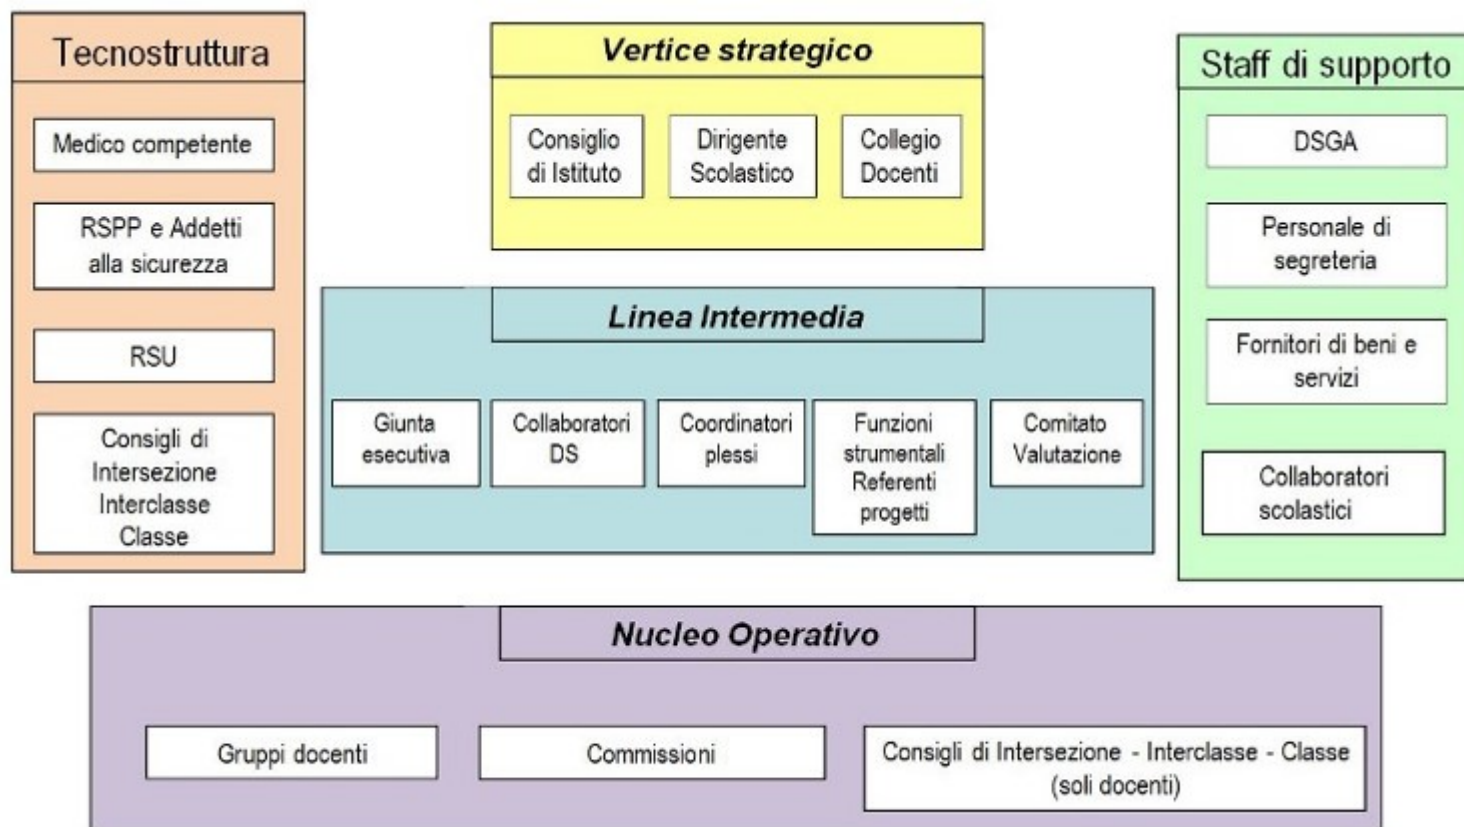 Tecnostruttura
Medico competente
RSPP e Addetti
alla sicurezza
RSU
Consigli di
Intersezione
Interclasse
Classe
Vertice strategico
Consiglio
di Istituto
Dirigente
Scolastico
Collegio
Docenti
Linea Intermedia
Giunta
esecutiva
Collaboratori
DS
Coordinatori
plessi
Funzioni
strumentali
Referenti
progetti
Comitato
Valutazione
Staff di supporto
DSGA
Personale di
segreteria
Fornitori di beni e
servizi
Collaboratori
scolastici
Nucleo Operativo
Gruppi docenti
Commissioni
Consigli di Intersezione - Interclasse - Classe
(soli docenti)